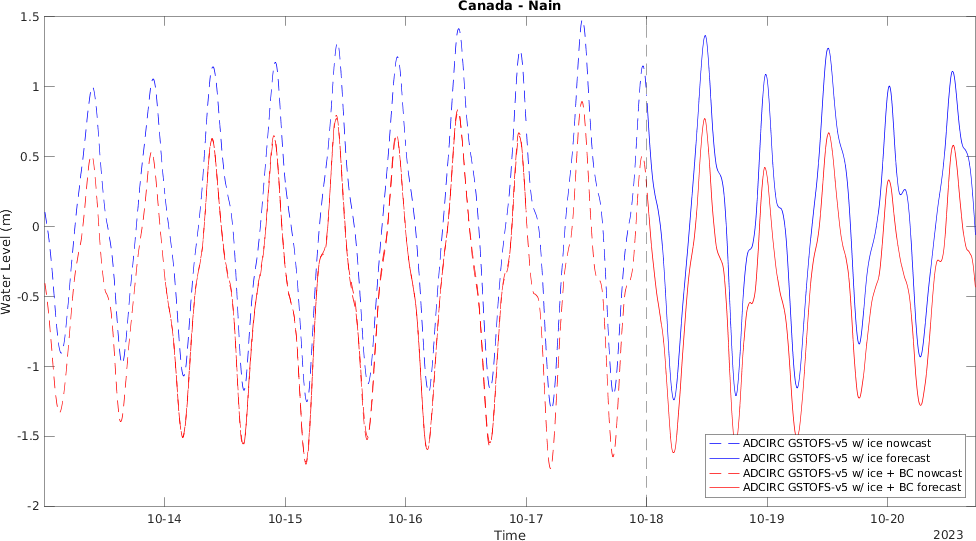 Canada - Nain
1.5
1
0.5
0
-0.5
-1
-1.5
-2
Water Level (m)
10-14
10-15
10-16
10-17
10-18
10-19
10-20
Time
2023
ADCIRC GSTOFS-v5 w/ ice nowcast
ADCIRC GSTOFS-v5 w/ ice forecast
ADCIRC GSTOFS-v5 w/ ice + BC nowcast
ADCIRC GSTOFS-v5 w/ ice + BC forecast